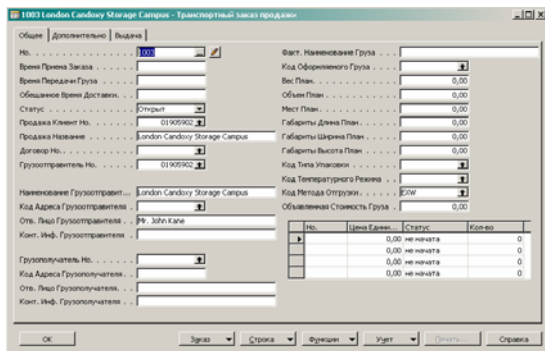 1003 London Candoxy Storage Campus - Транспортный заказ продажи
Общее Дополнительно Выдача
Но. 1003
Время Приема Заказа
Время Передачи Груза
Обещанное Время Доставки
Статус Открыт
Продажа Клиент Но. 01905902
Продажа Название London Candoxy Storage Campus
Договор Но.
Грузоотправитель Но. 01905902
Наименование Грузоотправит... London Candoxy Storage Campus
Код Адреса Грузоотправителя
Отв. Лицо Грузоотправителя Mr. John Kane
Конт. Инф. Грузоотправителя
Грузополучатель Но.
Код Адреса Грузополучателя
Отв. Лицо Грузополучателя
Конт. Инф. Грузополучателя
Факт. Наименование Груза
Код Оформляемого Груза
Вес План 0,00
Объем План 0,00
Мест План 0,00
Габариты Длина План 0,00
Габариты Ширина План 0,00
Габариты Высота План 0,00
Код Типа Упаковки
Код Температурного Режима
Код Метода Отгрузки EXW
Объявленная Стоимость Груза 0,00
Но. Цена Едини... Статус Кол-во
0,00 не начата 0
0,00 не начата 0
0,00 не начата 0
0,00 не начата 0
ОК Заказ Строка Функции Учет Печать... Справка